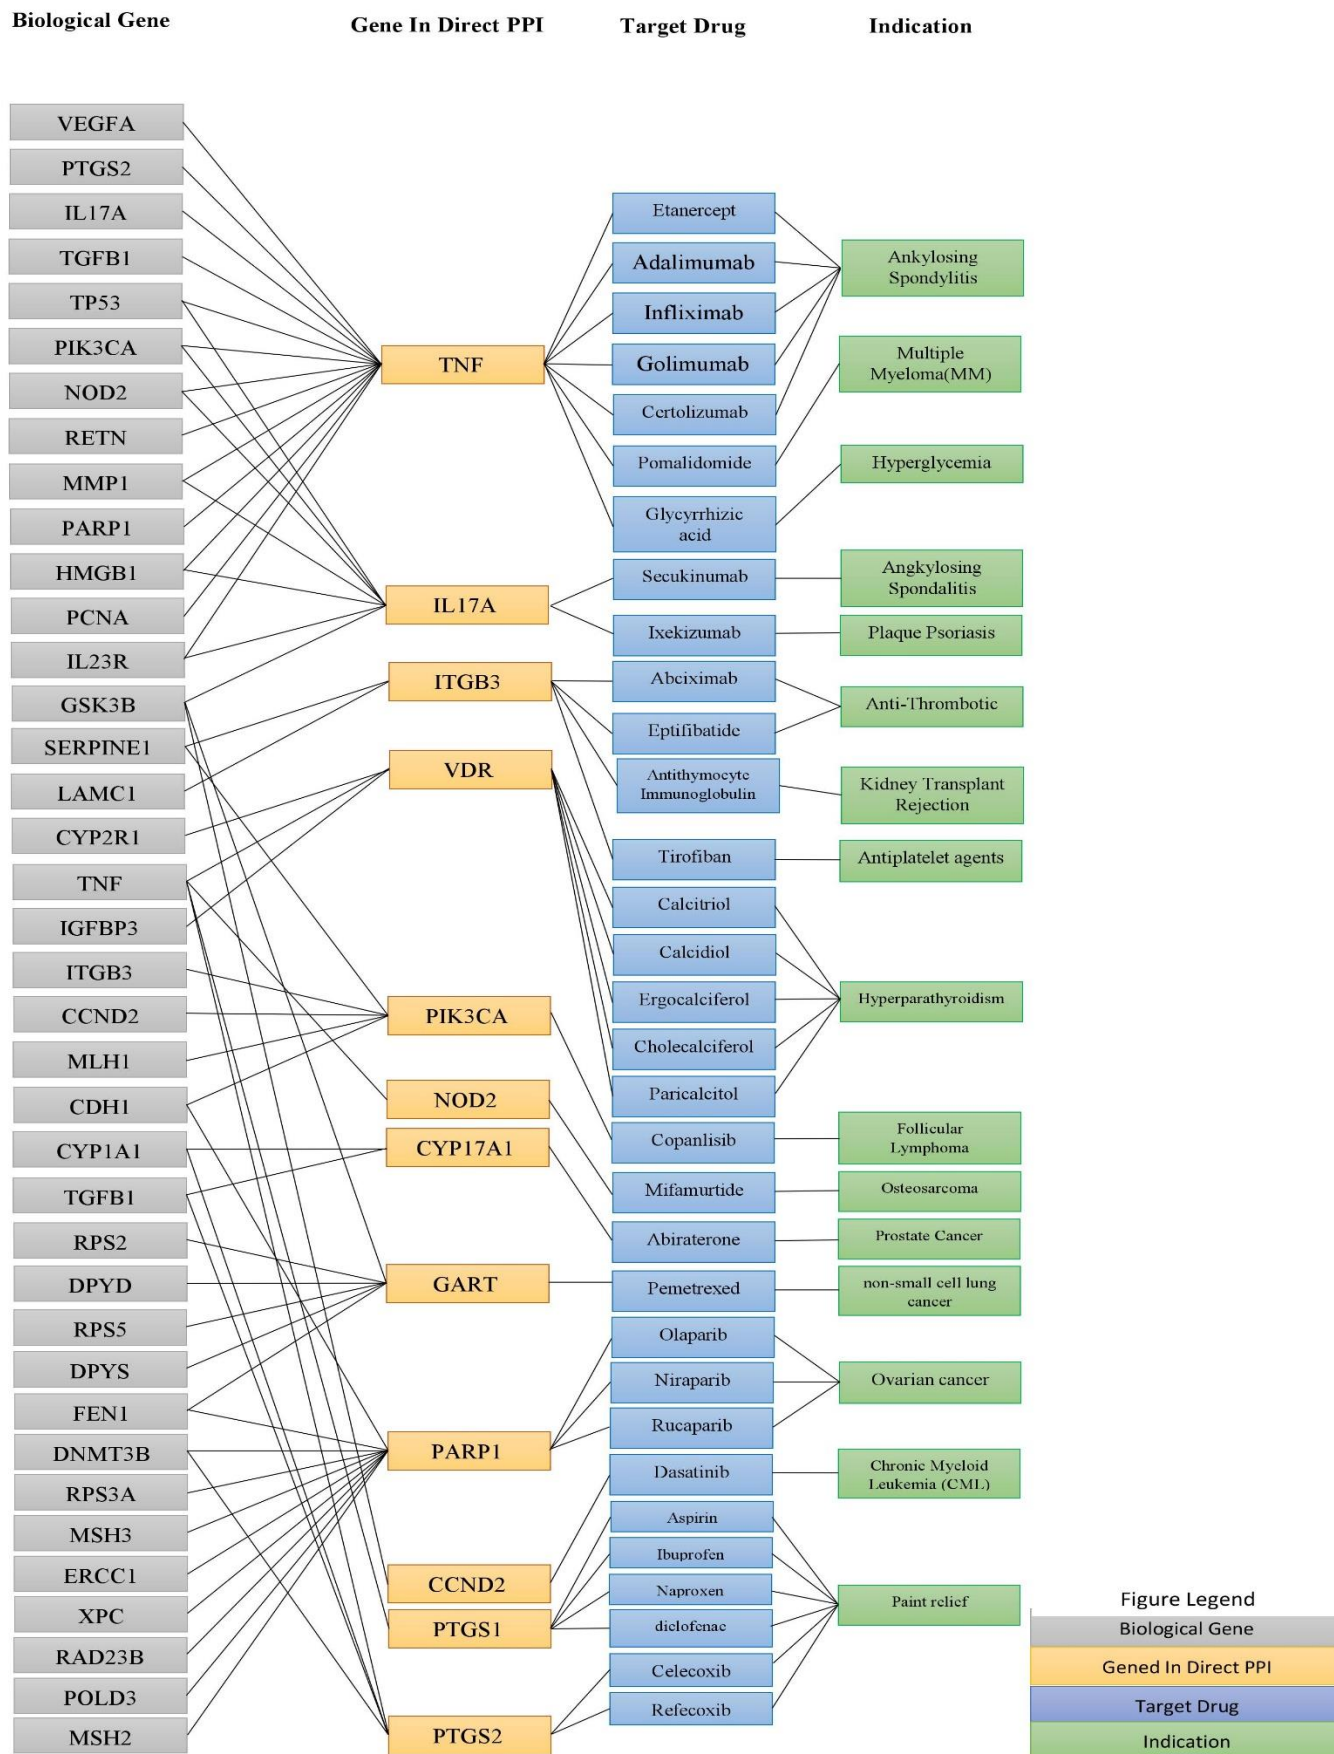 Biological Gene
Gene In Direct PPI
Target Drug
Indication
VEGFA
PTGS2
IL17A
TGFB1
TP53
PIK3CA
NOD2
RETN
MMP1
PARP1
HMGB1
PCNA
IL23R
GSK3B
SERPINE1
LAMC1
CYP2R1
TNF
IGFBP3
ITGB3
CCND2
MLH1
CDH1
CYP1A1
TGFB1
RPS2
DPYD
RPS5
DPYS
FEN1
DNMT3B
RPS3A
MSH3
ERCC1
XPC
RAD23B
POLD3
MSH2
TNF
IL17A
ITGB3
VDR
PIK3CA
NOD2
CYP17A1
GART
PARP1
CCND2
PTGS1
PTGS2
Etanercept
Adalimumab
Infliximab
Golimumab
Certolizumab
Pomalidomide
Glycyrrhizic
acid
Secukinumab
Ixekizumab
Abciximab
Eptifibatide
Antithymocyte
Immunoglobulin
Tirofiban
Calcitriol
Calcidiol
Ergocalciferol
Cholecalciferol
Paricalcitol
Copanlisib
Mifamurtide
Abiraterone
Pemetrexed
Olaparib
Niraparib
Rucaparib
Dasatinib
Aspirin
Ibuprofen
Naproxen
diclofenac
Celecoxib
Refecoxib
Ankylosing
Spondylitis
Multiple
Myeloma(MM)
Hyperglycemia
Angkylosing
Spondalitis
Plaque Psoriasis
Anti-Thrombotic
Kidney Transplant
Rejection
Antiplatelet agents
Hyperparathyroidism
Follicular
Lymphoma
Osteosarcoma
Prostate Cancer
non-small cell lung
cancer
Ovarian cancer
Chronic Myeloid
Leukemia (CML)
Paint relief
Figure Legend
Biological Gene
Gened In Direct PPI
Target Drug
Indication